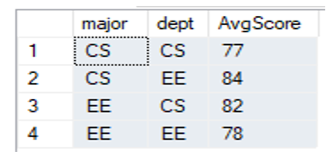 major dept AvgScore
1 CS CS 77
2 CS EE 84
3 EE CS 82
4 EE EE 78